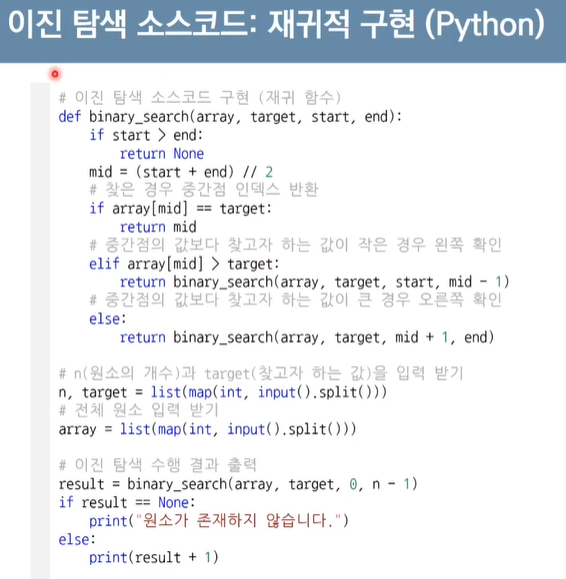 이진 탐색 소스코드: 재귀적 구현 (Python)
# 이진 탐색 소스코드 구현 (재귀 함수)
def binary_search(array, target, start, end):
    if start > end:
        return None
    mid = (start + end) // 2
    # 찾은 경우 중간점 인덱스 반환
    if array[mid] == target:
        return mid
    # 중간점의 값보다 찾고자 하는 값이 작은 경우 왼쪽 확인
    elif array[mid] > target:
        return binary_search(array, target, start, mid - 1)
    # 중간점의 값보다 찾고자 하는 값이 큰 경우 오른쪽 확인
    else:
        return binary_search(array, target, mid + 1, end)
# n(원소의 개수)과 target(찾고자 하는 값)을 입력 받기
n, target = list(map(int, input().split()))
# 전체 원소 입력 받기
array = list(map(int, input().split()))
# 이진 탐색 수행 결과 출력
result = binary_search(array, target, 0, n - 1)
if result == None:
    print("원소가 존재하지 않습니다.")
else:
    print(result + 1)